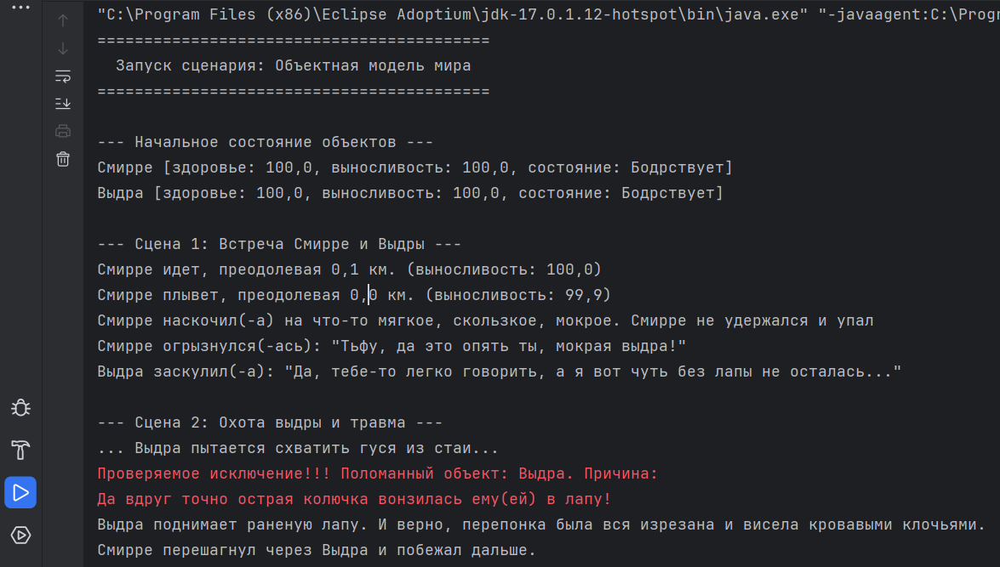 "C:\Program Files (x86)\Eclipse Adoptium\jdk-17.0.1.12-hotspot\bin\java.exe" "-javaagent:C:\Progr
==========================================
Запуск сценария: Объектная модель мира
==========================================
--- Начальное состояние объектов ---
Смирре [здоровье: 100,0, выносливость: 100,0, состояние: Бодрствует]
Выдра [здоровье: 100,0, выносливость: 100,0, состояние: Бодрствует]
--- Сцена 1: Встреча Смирре и Выдры ---
Смирре идет, преодолевая 0,1 км. (выносливость: 100,0)
Смирре плывет, преодолевая 0,0 км. (выносливость: 99,9)
Смирре наскочил(-а) на что-то мягкое, скользкое, мокрое. Смирре не удержался и упал
Смирре огрызнулся(-ась): "Тьфу, да это опять ты, мокрая выдра!"
Выдра заскулил(-а): "Да, тебе-то легко говорить, а я вот чуть без лапы не осталась..."
--- Сцена 2: Охота выдры и травма ---
... Выдра пытается схватить гуся из стаи...
Проверяемое исключение!!! Поломанный объект: Выдра. Причина:
Да вдруг точно острая колючка вонзилась ему(ей) в лапу!
Выдра поднимает раненую лапу. И верно, перепонка была вся изрезана и висела кровавыми клочьями.
Смирре перешагнул через Выдра и побежал дальше.